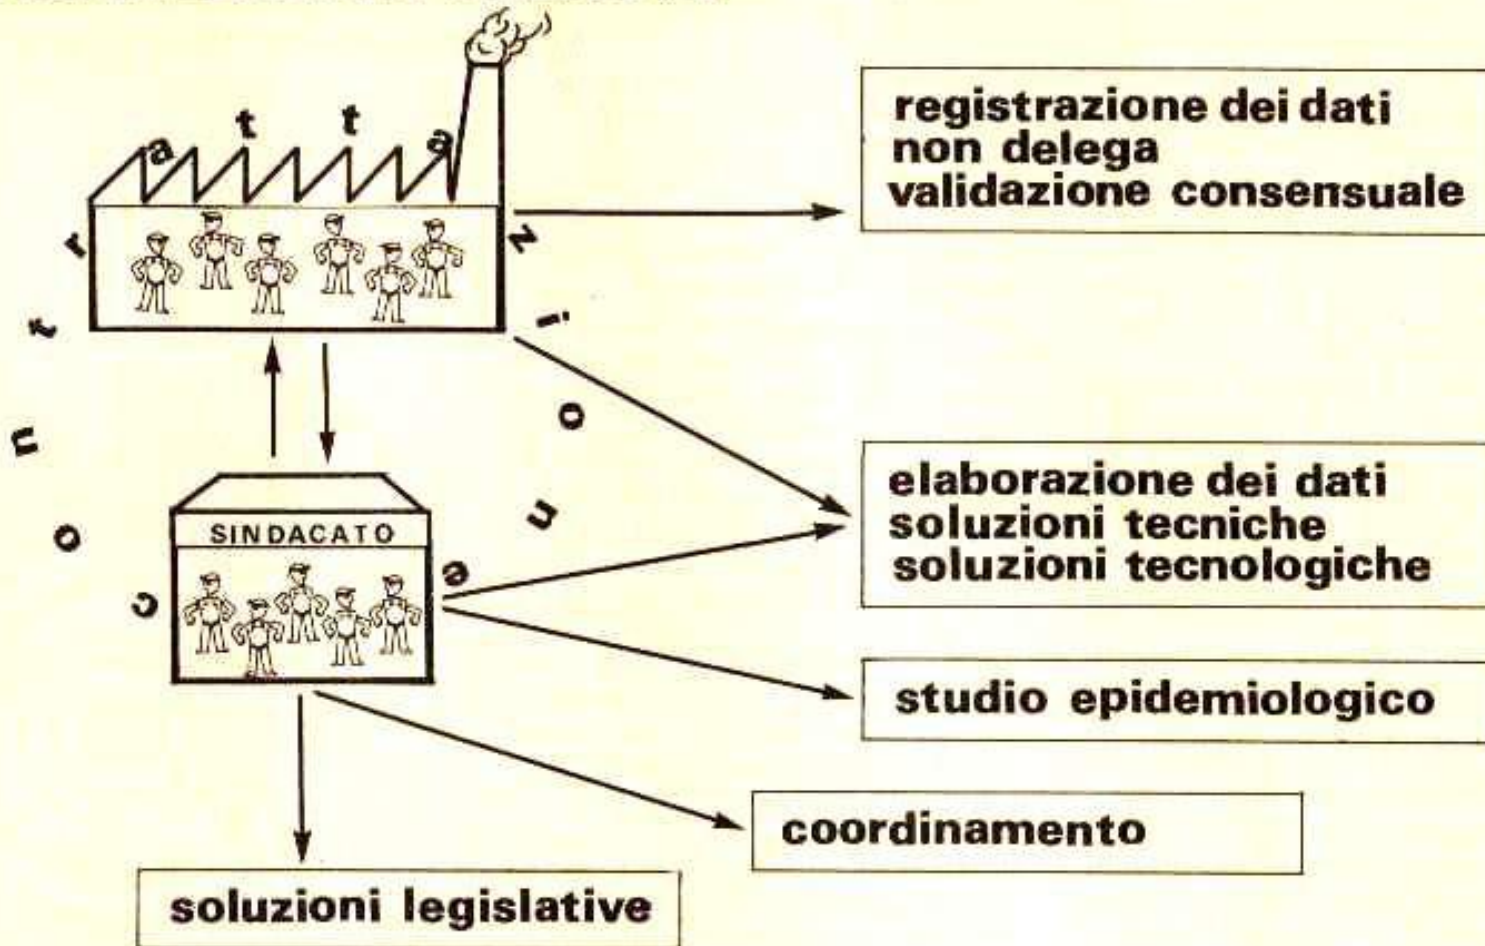 contrattazione
registrazione dei dati
non delega
validazione consensuale
SINDACATO
elaborazione dei dati
soluzioni tecniche
soluzioni tecnologiche
studio epidemiologico
coordinamento
soluzioni legislative